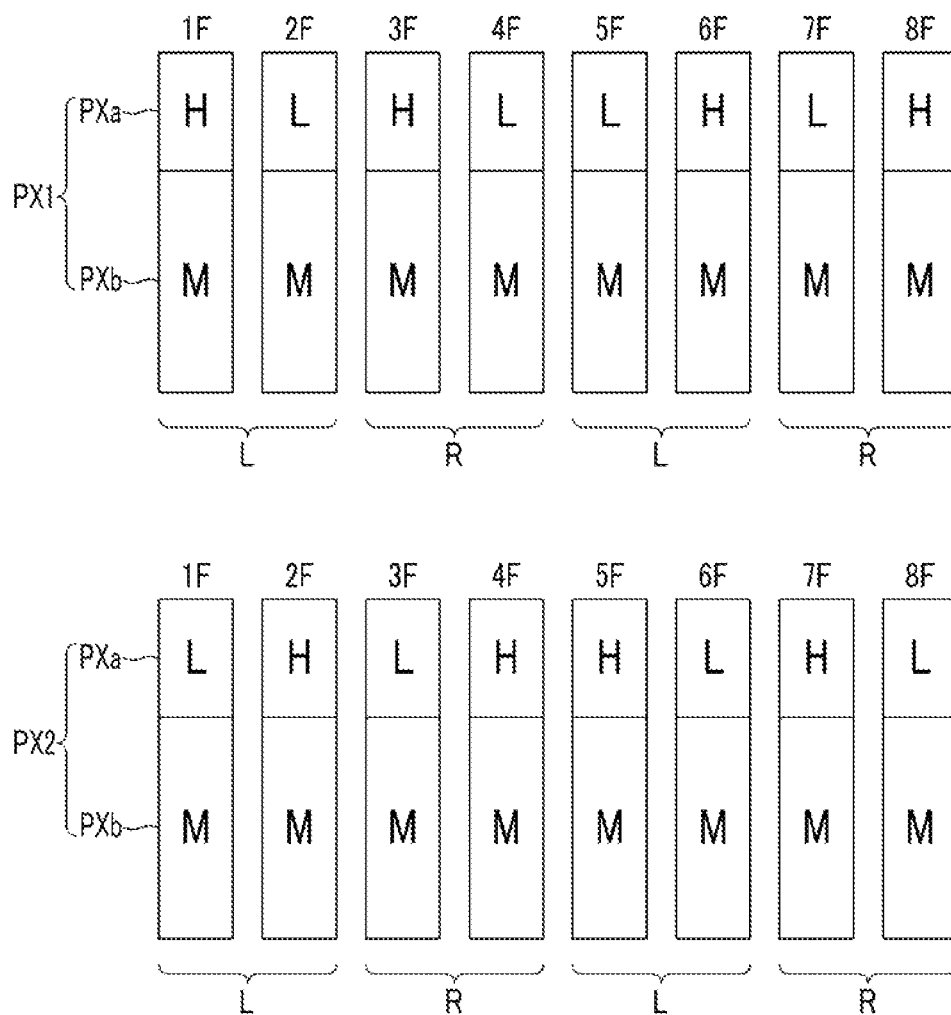 1F 2F 3F 4F 5F 6F 7F 8F
PXa H L H L L H L H
PX1
PXb M M M M M M M M
L R L R
1F 2F 3F 4F 5F 6F 7F 8F
PXa L H L H H L H L
PX2
PXb M M M M M M M M
L R L R